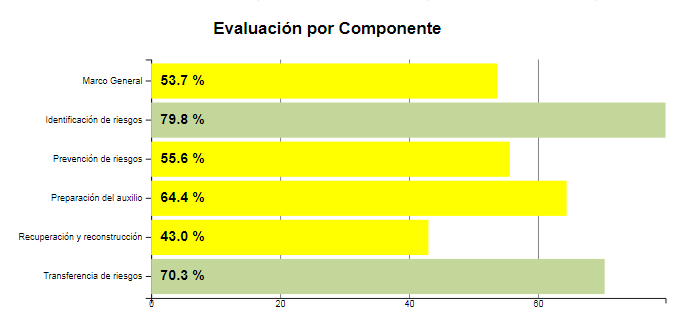 Evaluación por Componente
Marco General 53.7 %
Identificación de riesgos 79.8 %
Prevención de riesgos 55.6 %
Preparación del auxilio 64.4 %
Recuperación y reconstrucción 43.0 %
Transferencia de riesgos 70.3 %
0 20 40 60